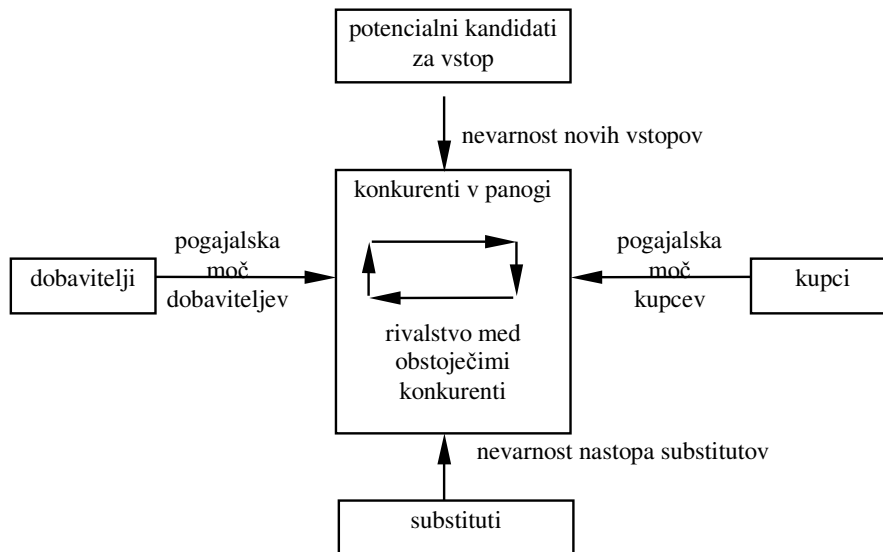 potencialni kandidati
za vstop
nevarnost novih vstopov
konkurenti v panogi
pogajalska
moč
dobaviteljev
dobavitelji
pogajalska
moč
kupcev
kupci
rivalstvo med
obstoječimi
konkurenti
nevarnost nastopa substitutov
substituti